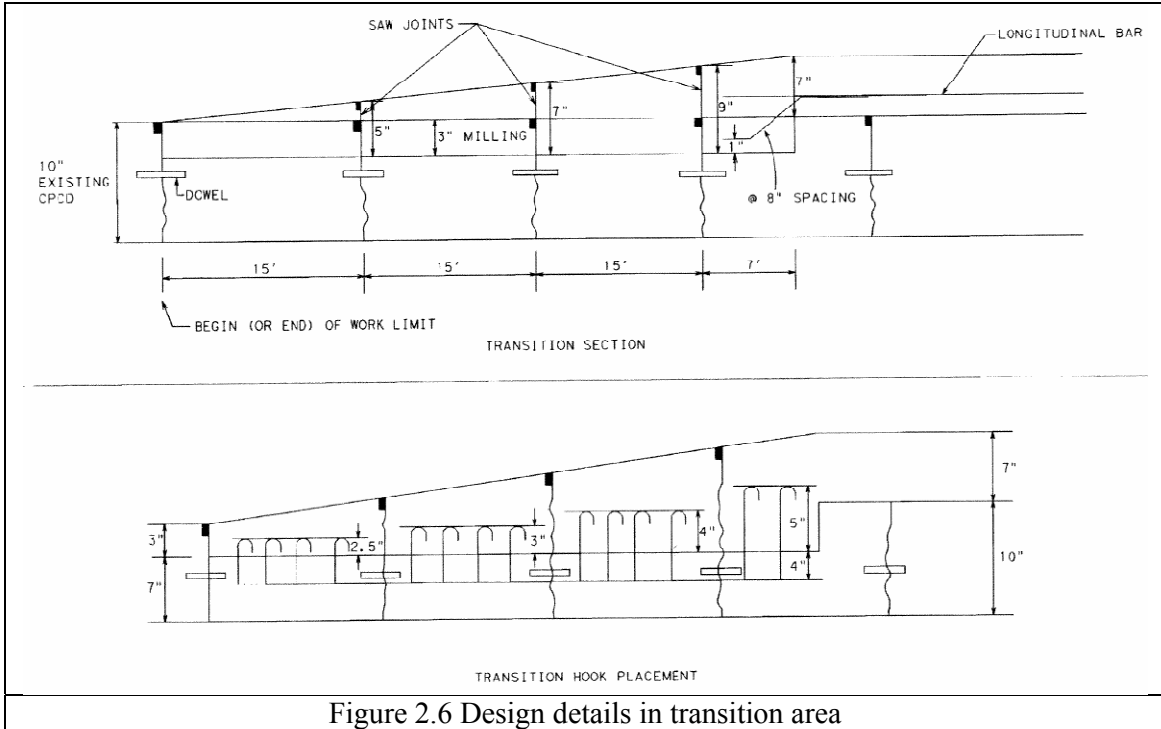 SAW JOINTS
LONGITUDINAL BAR
7"
9"
7"
5"
3" MILLING
1"
10"
EXISTING
CPCD
DOWEL
@ 8" SPACING
15'
15'
15'
7'
BEGIN (OR END) OF WORK LIMIT
TRANSITION SECTION
7"
3"
2.5"
3"
4"
5"
4"
10"
7"
TRANSITION HOOK PLACEMENT
Figure 2.6 Design details in transition area